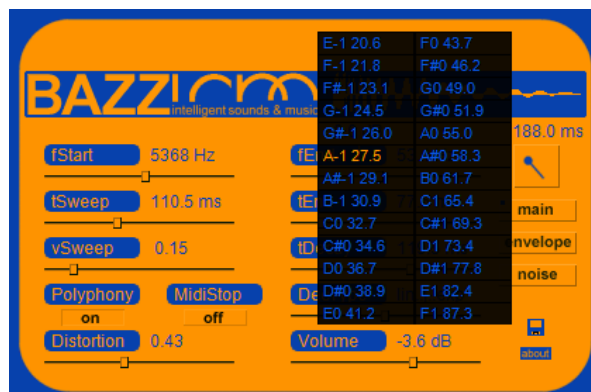 E-1 20.6 F0 43.7
F-1 21.8 F#0 46.2
F#-1 23.1 G0 49.0
G-1 24.5 G#0 51.9
G#-1 26.0 A0 55.0
A-1 27.5 A#0 58.3
A#-1 29.1 B0 61.7
B-1 30.9 C1 65.4
C0 32.7 C#1 69.3
C#0 34.6 D1 73.4
D0 36.7 D#1 77.8
D#0 38.9 E1 82.4
E0 41.2 F1 87.3
BAZZ
intelligent sounds & music
188.0 ms
fStart 5368 Hz
tSweep 110.5 ms
main
vSweep 0.15
envelope
noise
Polyphony MidiStop
on off
Distortion 0.43 Volume -3.6 dB
about